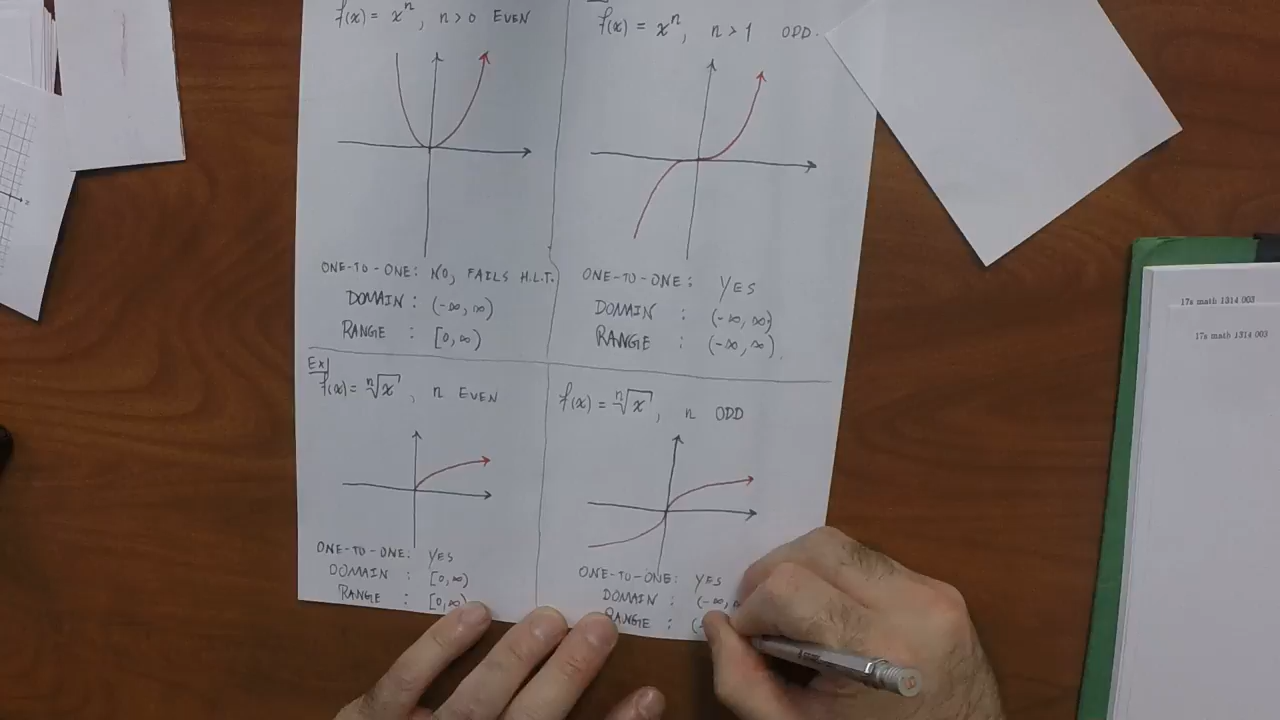 f(x) = xⁿ, n > 0 EVEN
ONE-TO-ONE: NO, FAILS H.L.T.
DOMAIN : (-∞, ∞)
RANGE : [0, ∞)
f(x) = xⁿ, n > 1 ODD.
ONE-TO-ONE: YES
DOMAIN : (-∞, ∞)
RANGE : (-∞, ∞).
Ex
f(x) = ⁿ√x, n EVEN
ONE-TO-ONE: YES
DOMAIN : [0, ∞)
RANGE : [0, ∞)
f(x) = ⁿ√x, n ODD
ONE-TO-ONE: YES
DOMAIN : (-∞,
RANGE : (-
17s math 1314 003
17s math 1314 003